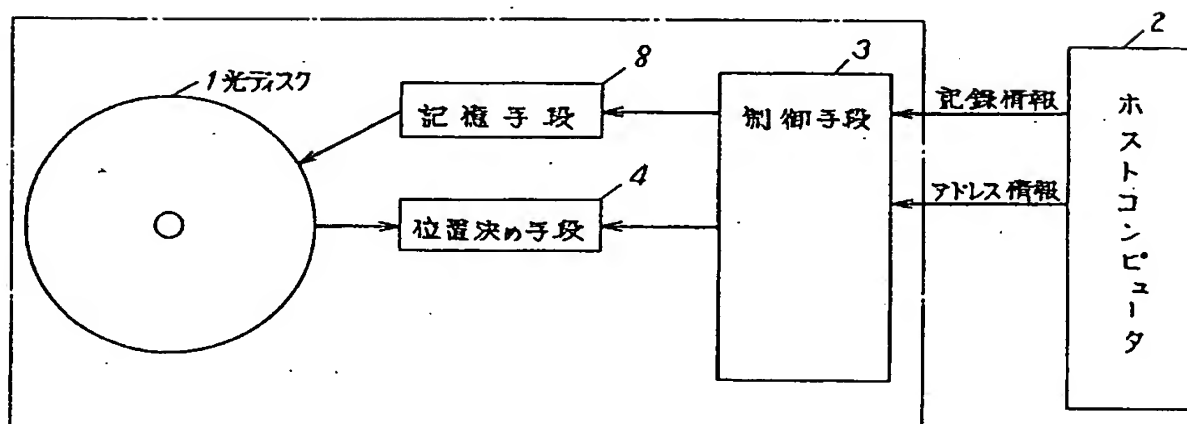 1光ディスク
8
記憶手段
4
位置決め手段
3
制御手段
記録情報
アドレス情報
2
ホストコンピュータ